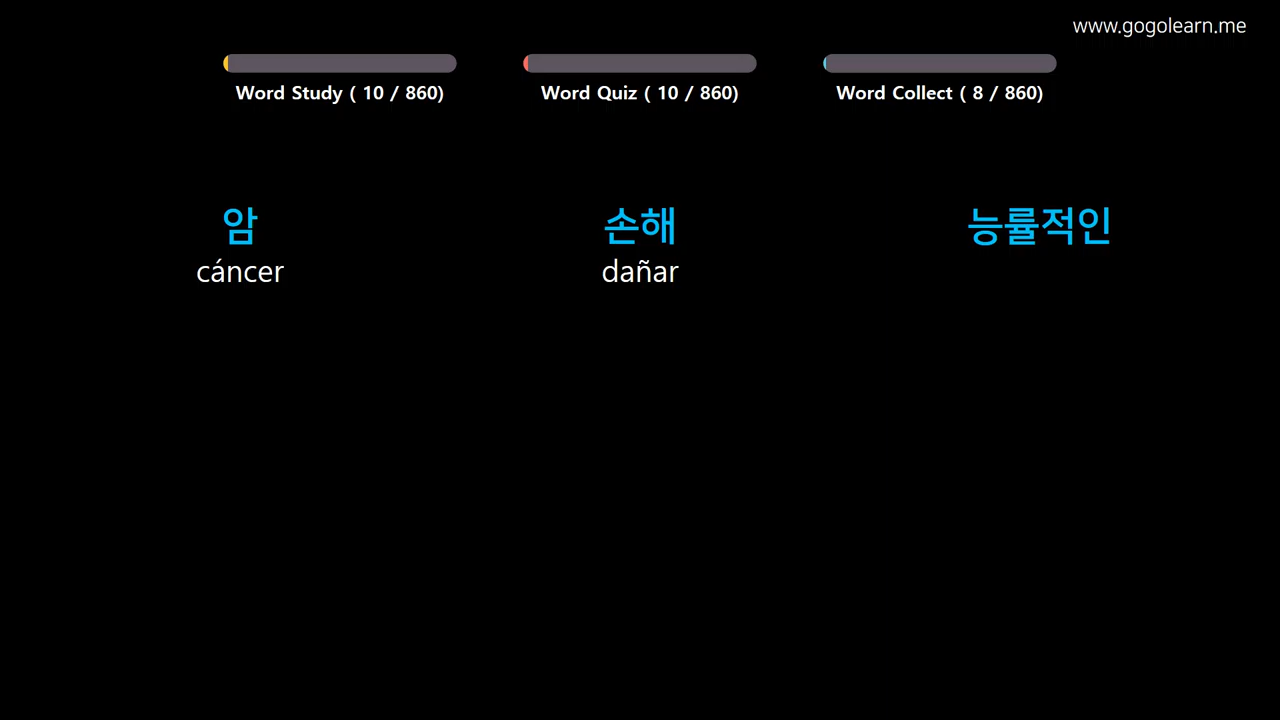 www.gogolearn.me
Word Study ( 10 / 860)
Word Quiz ( 10 / 860)
Word Collect ( 8 / 860)
암
cáncer
손해
dañar
능률적인